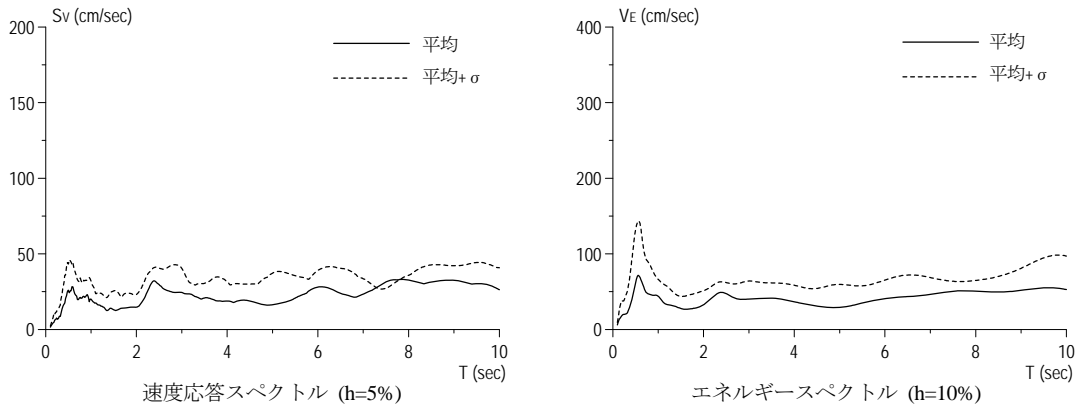 Sv (cm/sec)
200
150
100
50
0
0 2 4 6 8 10
T (sec)
平均
平均+ σ
速度応答スペクトル (h=5%)
VE (cm/sec)
400
300
200
100
0
0 2 4 6 8 10
T (sec)
平均
平均+ σ
エネルギースペクトル (h=10%)